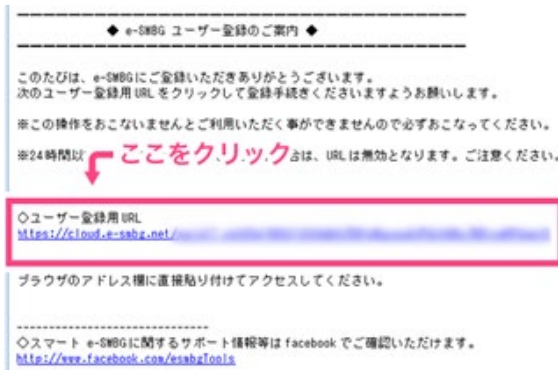 ◆ e-SMBG ユーザー登録のご案内 ◆
このたびは、e-SMBGにご登録いただきありがとうございます。
次のユーザー登録用 URL をクリックして登録手続きくださいますようお願いします。
※この操作をおこないませんとご利用いただく事ができませんので必ずおこなってください。
※24時間以
ここをクリック
は、URLは無効となります。ご注意ください。
◇ユーザー登録用 URL
https://cloud.e-smbg.net/
ブラウザのアドレス欄に直接貼り付けてアクセスしてください。
------------------------------
◇スマート e-SMBGに関するサポート情報等は facebook でご確認いただけます。
http://www.facebook.com/esmbgTools